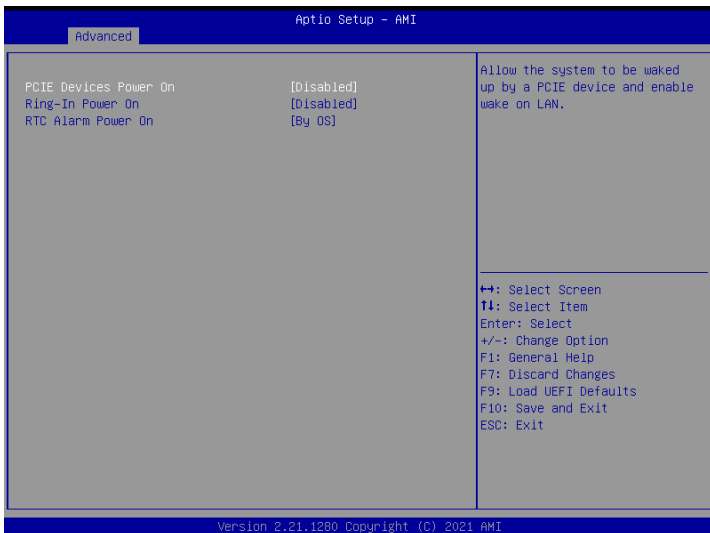 Aptio Setup – AMI
Advanced
PCIE Devices Power On [Disabled]
Ring-In Power On [Disabled]
RTC Alarm Power On [By OS]
Allow the system to be waked
up by a PCIE device and enable
wake on LAN.
↔: Select Screen
↑↓: Select Item
Enter: Select
+/-: Change Option
F1: General Help
F7: Discard Changes
F9: Load UEFI Defaults
F10: Save and Exit
ESC: Exit
Version 2.21.1280 Copyright (C) 2021 AMI